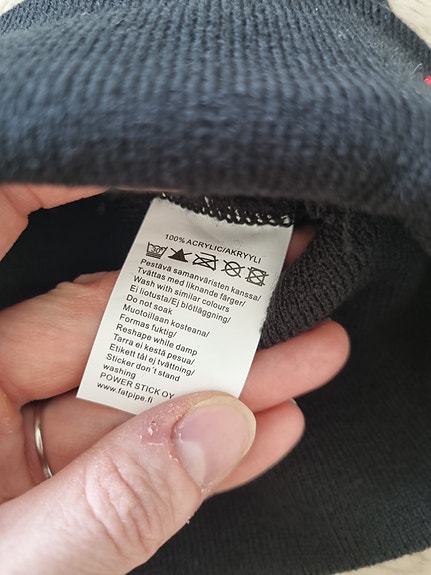 100% ACRYLIC/AKRYYLI
Pestävä samanväristen kanssa/
Tvättas med liknande färger/
Wash with similar colours
Ei liotusta/Ej blötläggning/
Do not soak
Muotoillaan kosteana/
Formas fuktig/
Reshape while damp
Tarra ei kestä pesua/
Etikett tål ej tvättning/
Sticker don´t stand
washing
POWER STICK OY
www.fatpipe.fi